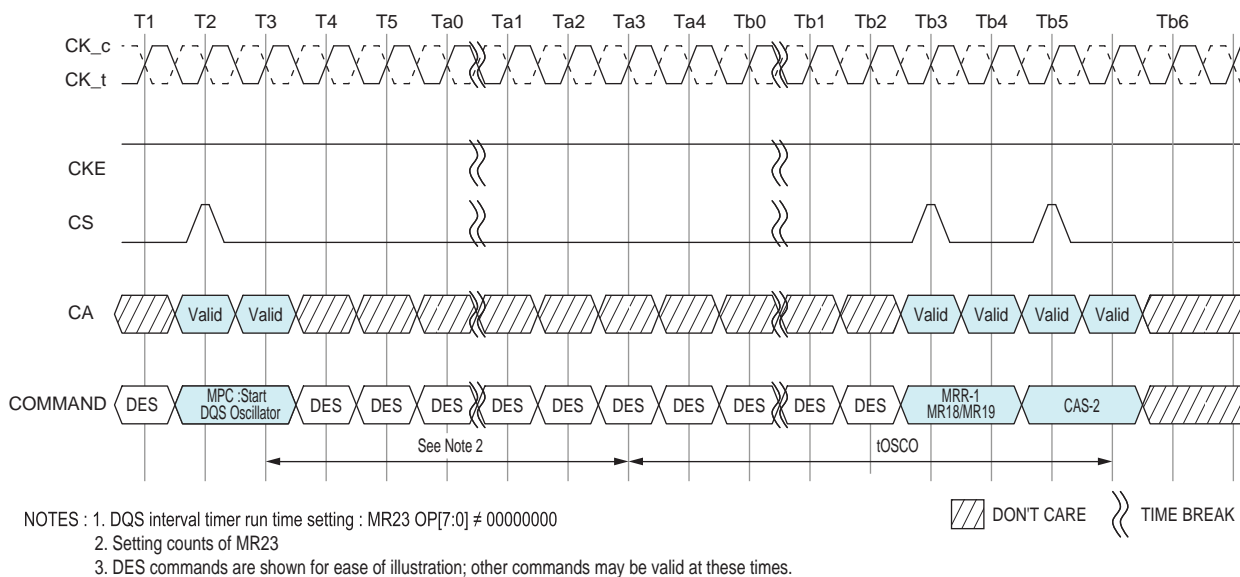 T1 T2 T3 T4 T5 Ta0 Ta1 Ta2 Ta3 Ta4 Tb0 Tb1 Tb2 Tb3 Tb4 Tb5 Tb6
CK_c
CK_t
CKE
CS
CA Valid Valid Valid Valid Valid Valid
COMMAND DES MPC :Start DES DES DES DES DES DES DES DES DES DES MRR-1 CAS-2
DQS Oscillator MR18/MR19
See Note 2 tOSCO
NOTES : 1. DQS interval timer run time setting : MR23 OP[7:0] ≠ 00000000
2. Setting counts of MR23
3. DES commands are shown for ease of illustration; other commands may be valid at these times.
DON'T CARE TIME BREAK